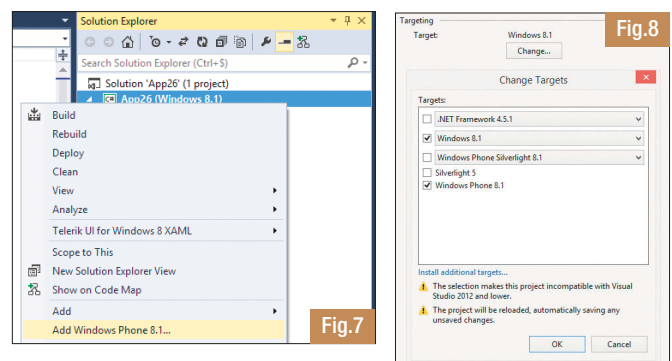 Solution Explorer
Search Solution Explorer (Ctrl+$)
Solution 'App26' (1 project)
App26 (Windows 8.1)
Build
Rebuild
Deploy
Clean
View
Analyze
Telerik UI for Windows 8 XAML
Scope to This
New Solution Explorer View
Show on Code Map
Add
Add Windows Phone 8.1...
Fig.7
Targeting
Fig.8
Target: Windows 8.1
Change...
Change Targets
Targets:
.NET Framework 4.5.1
Windows 8.1
Windows Phone Silverlight 8.1
Silverlight 5
Windows Phone 8.1
Install additional targets...
The selection makes this project incompatible with Visual
Studio 2012 and lower.
The project will be reloaded, automatically saving any
unsaved changes.
OK Cancel